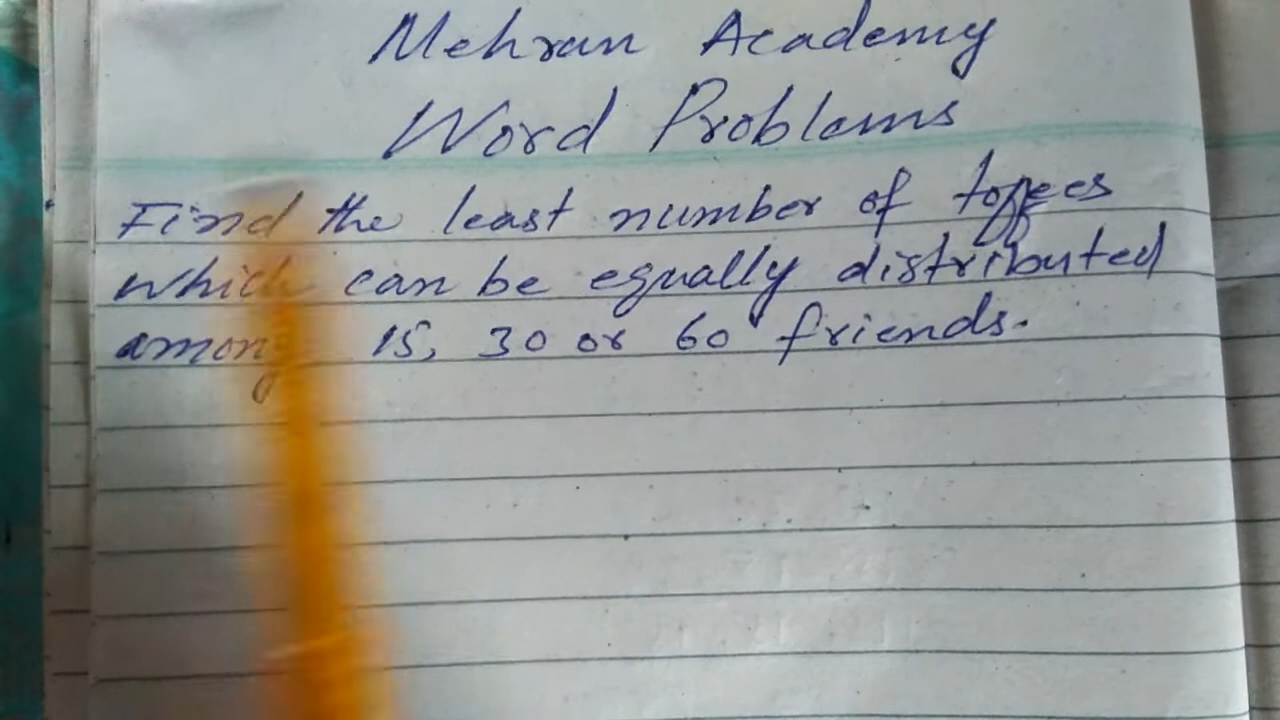 Mehran Academy
Word Problems
Find the least number of toffees
which can be equally distributed
among 15, 30 or 60 friends.